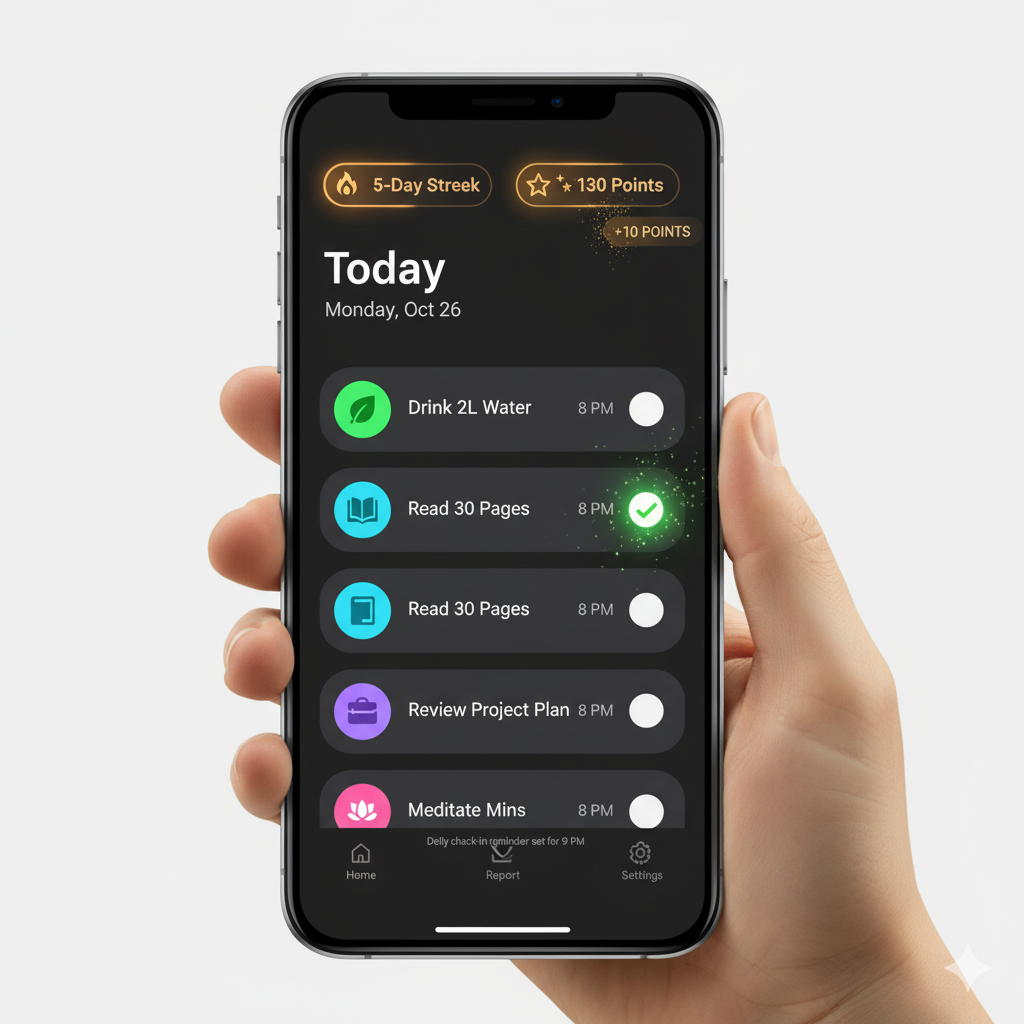 5-Day Streek
130 Points
+10 POINTS
Today
Monday, Oct 26
Drink 2L Water 8 PM
Read 30 Pages 8 PM
Read 30 Pages 8 PM
Review Project Plan 8 PM
Meditate Mins 8 PM
Delly chack-in rominder set for 9 PM
Home Report Settings